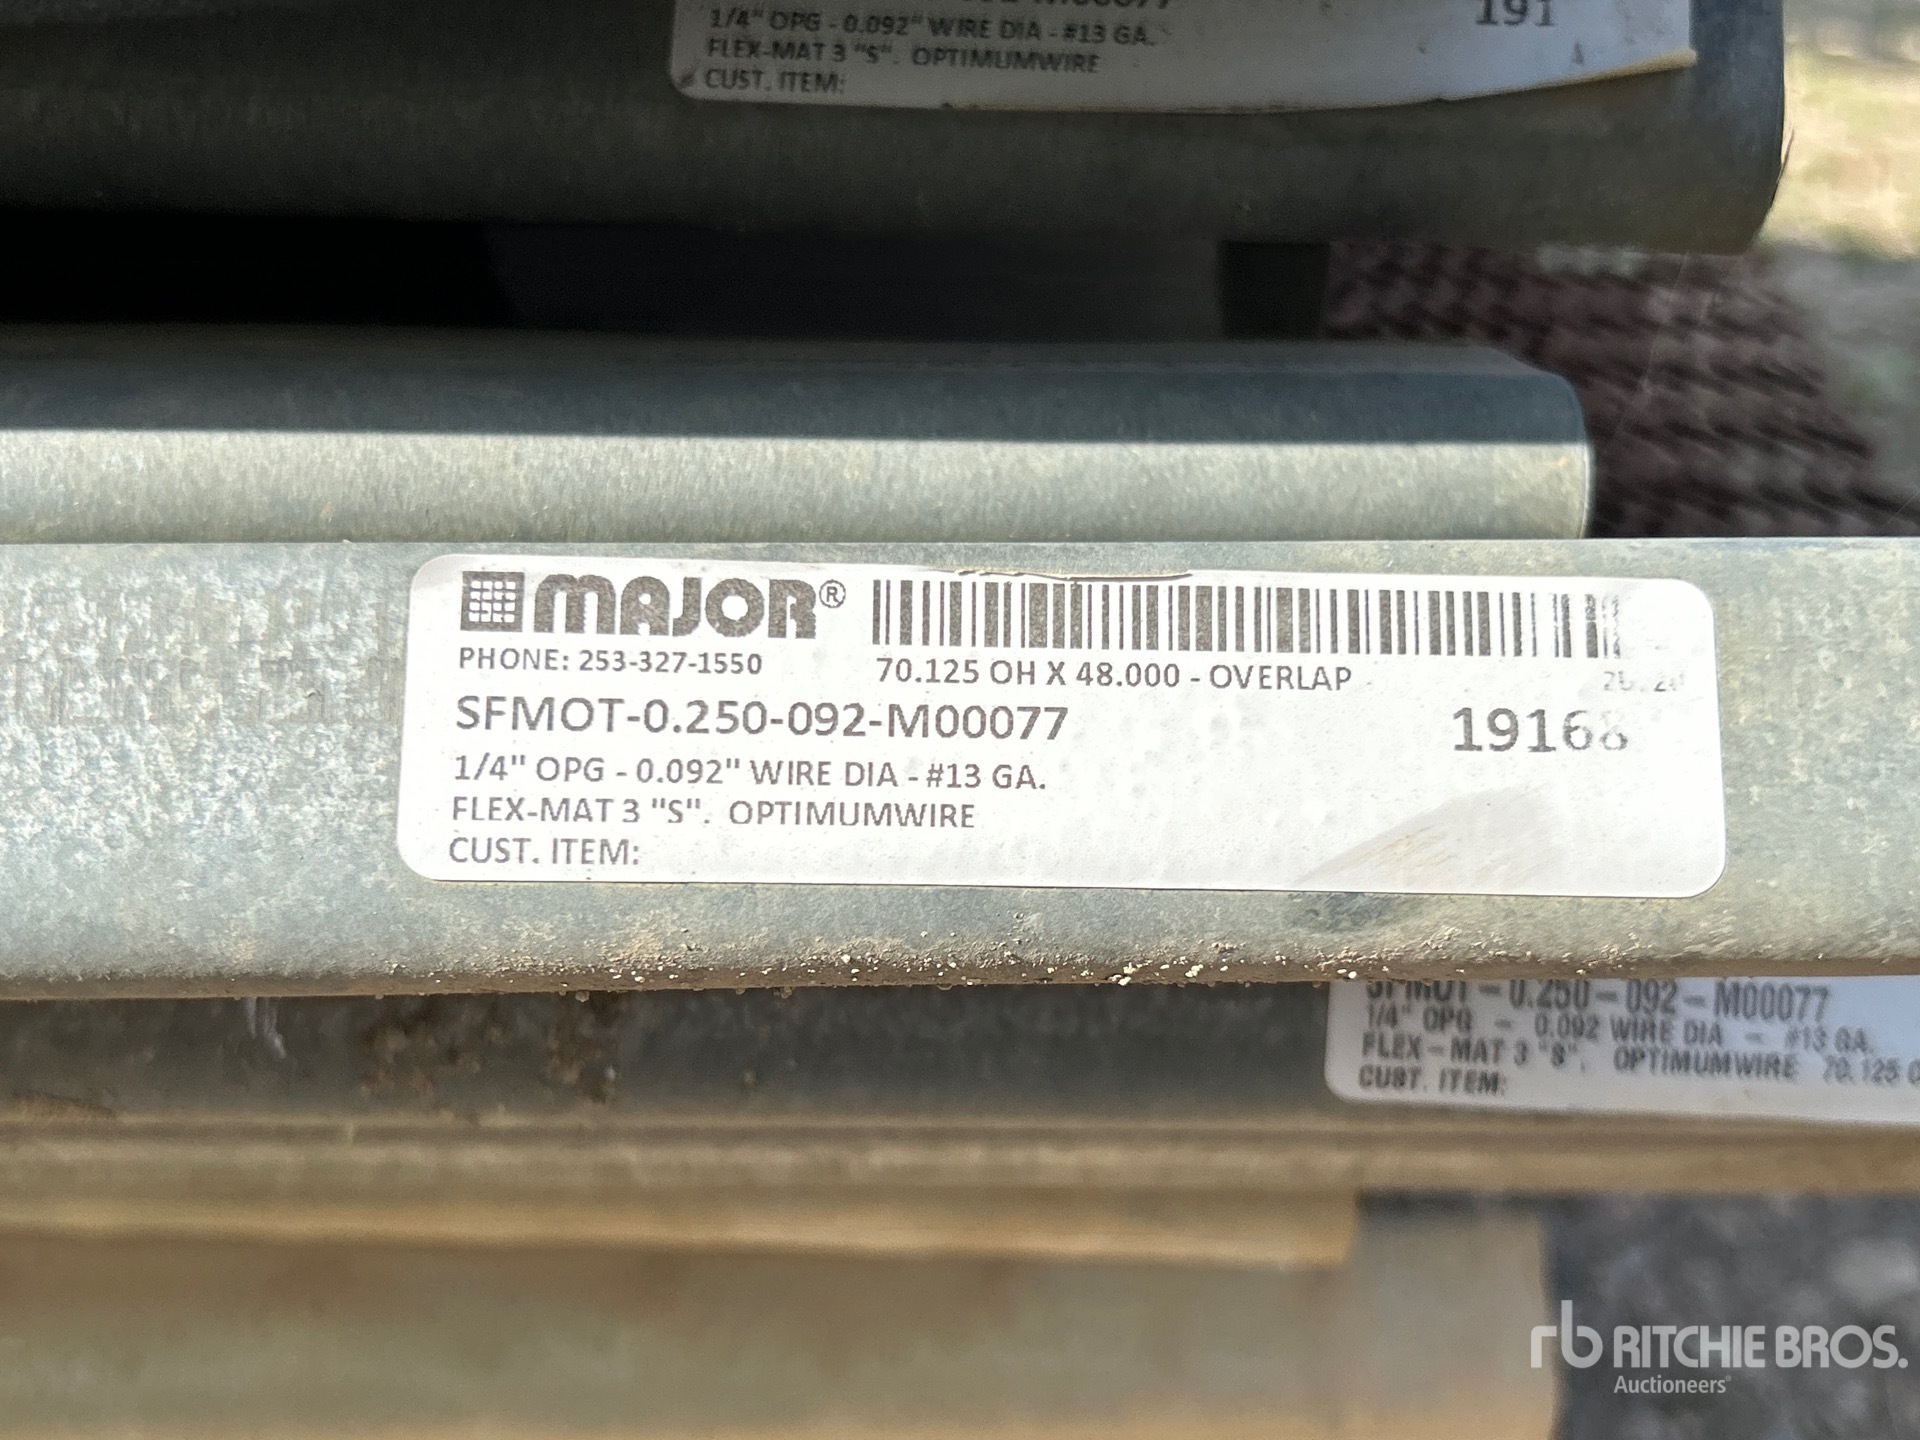 1/4" OPG - 0.092" WIRE DIA - #13 GA.
191
FLEX-MAT 3 "S". OPTIMUMWIRE
CUST. ITEM:
MAJOR®
PHONE: 253-327-1550
70.125 OH X 48.000 - OVERLAP
SFMOT-0.250-092-M00077
19168
1/4" OPG - 0.092" WIRE DIA - #13 GA.
FLEX-MAT 3 "S". OPTIMUMWIRE
CUST. ITEM:
SFMOT-0.250-092-M00077
1/4" OPG - 0.092 WIRE DIA - #13 GA.
FLEX-MAT 3 "S". OPTIMUMWIRE 70.125 O
CUST. ITEM:
rb RITCHIE BROS.
Auctioneers